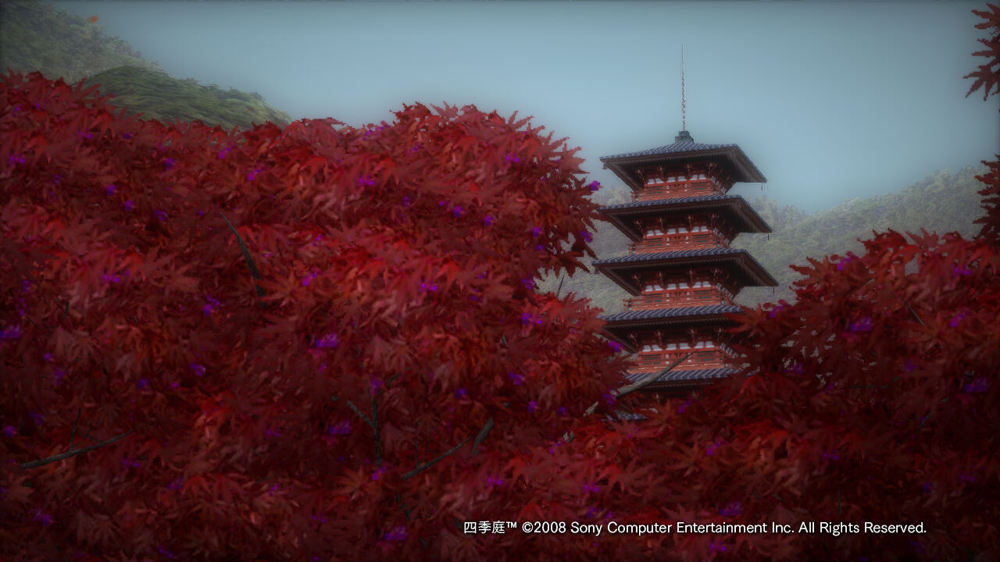 四季庭™ ©2008 Sony Computer Entertainment Inc. All Rights Reserved.